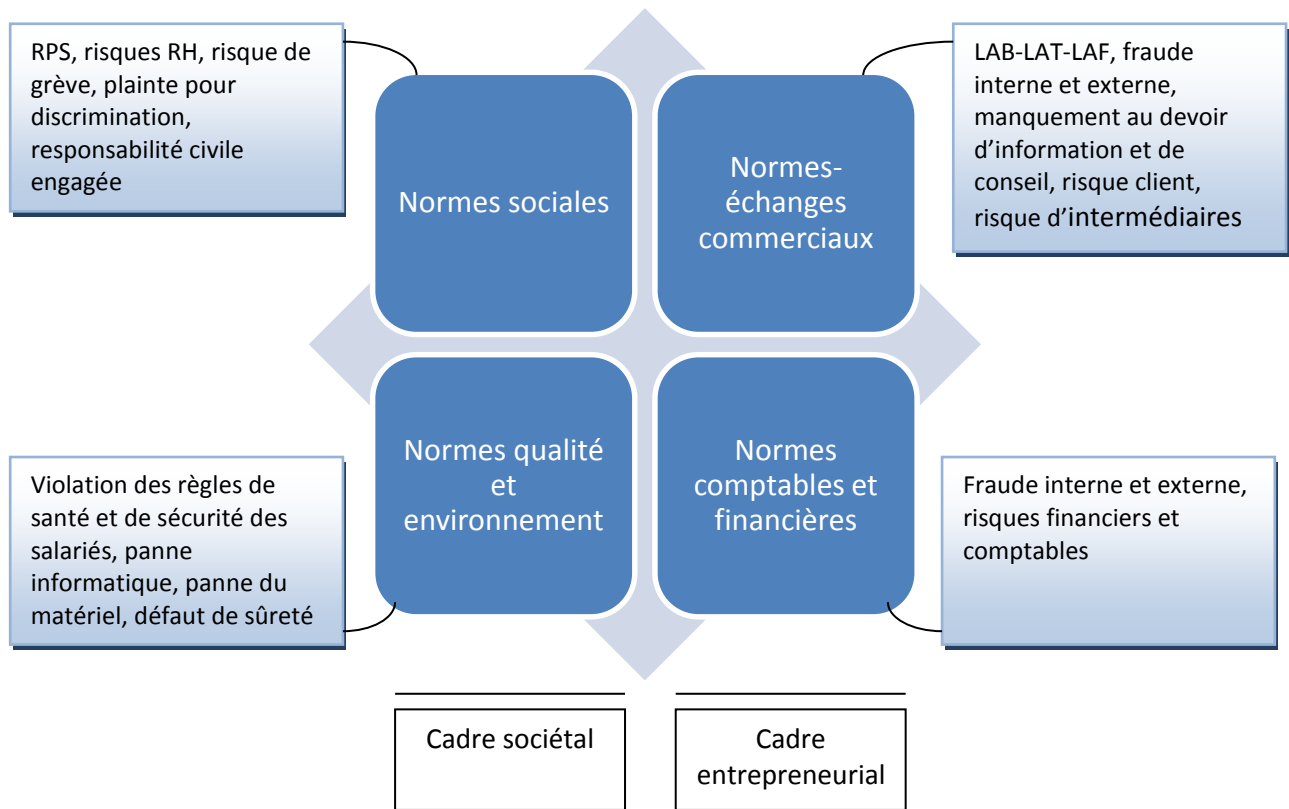 RPS, risques RH, risque de
grève, plainte pour
discrimination,
responsabilité civile
engagée
Normes sociales
Normes-
échanges
commerciaux
LAB-LAT-LAF, fraude
interne et externe,
manquement au devoir
d’information et de
conseil, risque client,
risque d’intermédiaires
Violation des règles de
santé et de sécurité des
salariés, panne
informatique, panne du
matériel, défaut de sûreté
Normes qualité
et
environnement
Normes
comptables et
financières
Fraude interne et externe,
risques financiers et
comptables
Cadre sociétal
Cadre
entrepreneurial